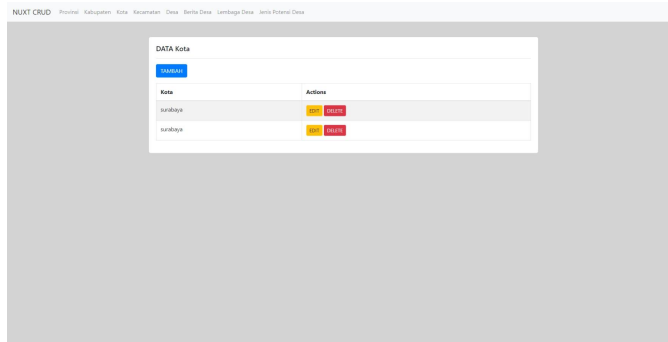 NUXT CRUD Provinsi Kabupaten Kota Kecamatan Desa Berita Desa Lembaga Desa Jenis Potensi Desa
DATA Kota
TAMBAH
Kota Actions
surabaya EDIT DELETE
surabaya EDIT DELETE